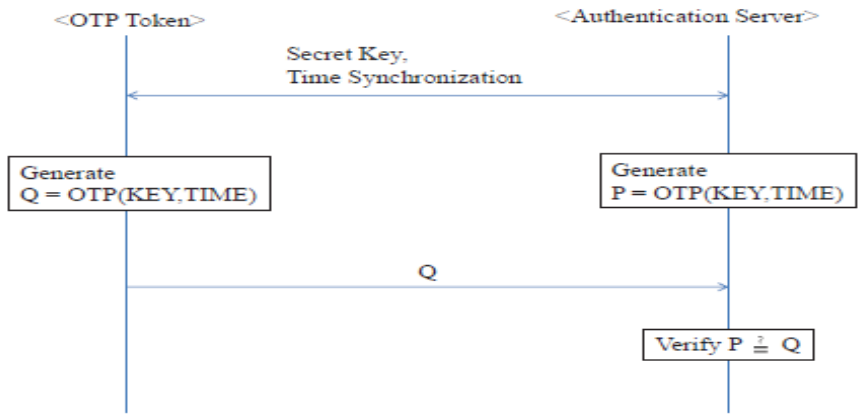 <OTP Token>
<Authentication Server>
Secret Key,
Time Synchronization
Generate
Q = OTP(KEY,TIME)
Generate
P = OTP(KEY,TIME)
Q
Verify P ≟ Q